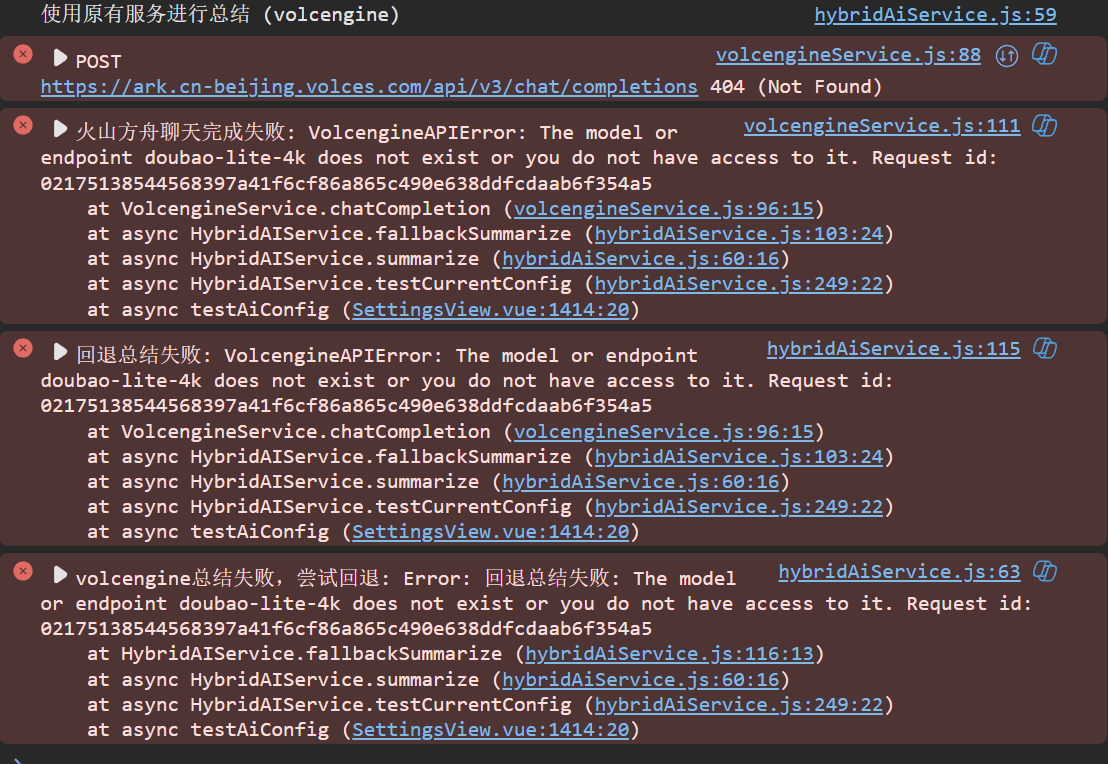 使用原有服务进行总结 (volcengine) hybridAiService.js:59
POST volcengineService.js:88
https://ark.cn-beijing.volces.com/api/v3/chat/completions 404 (Not Found)
火山方舟聊天完成失败: VolcengineAPIError: The model or volcengineService.js:111
endpoint doubao-lite-4k does not exist or you do not have access to it. Request id:
02175138544568397a41f6cf86a865c490e638ddfcdaab6f354a5
at VolcengineService.chatCompletion (volcengineService.js:96:15)
at async HybridAIService.fallbackSummarize (hybridAiService.js:103:24)
at async HybridAIService.summarize (hybridAiService.js:60:16)
at async HybridAIService.testCurrentConfig (hybridAiService.js:249:22)
at async testAiConfig (SettingsView.vue:1414:20)
回退总结失败: VolcengineAPIError: The model or endpoint hybridAiService.js:115
doubao-lite-4k does not exist or you do not have access to it. Request id:
02175138544568397a41f6cf86a865c490e638ddfcdaab6f354a5
at VolcengineService.chatCompletion (volcengineService.js:96:15)
at async HybridAIService.fallbackSummarize (hybridAiService.js:103:24)
at async HybridAIService.summarize (hybridAiService.js:60:16)
at async HybridAIService.testCurrentConfig (hybridAiService.js:249:22)
at async testAiConfig (SettingsView.vue:1414:20)
volcengine总结失败，尝试回退: Error: 回退总结失败: The model hybridAiService.js:63
or endpoint doubao-lite-4k does not exist or you do not have access to it. Request id:
02175138544568397a41f6cf86a865c490e638ddfcdaab6f354a5
at HybridAIService.fallbackSummarize (hybridAiService.js:116:13)
at async HybridAIService.summarize (hybridAiService.js:60:16)
at async HybridAIService.testCurrentConfig (hybridAiService.js:249:22)
at async testAiConfig (SettingsView.vue:1414:20)